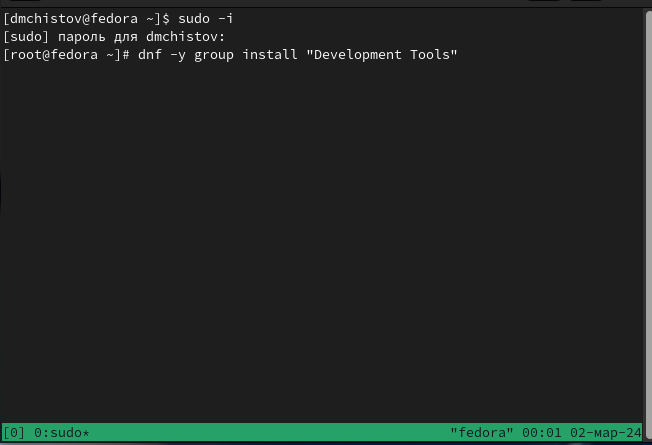 [dmchistov@fedora ~]$ sudo -i
[sudo] пароль для dmchistov:
[root@fedora ~]# dnf -y group install "Development Tools"
[0] 0:sudo* "fedora" 00:01 02-мар-24